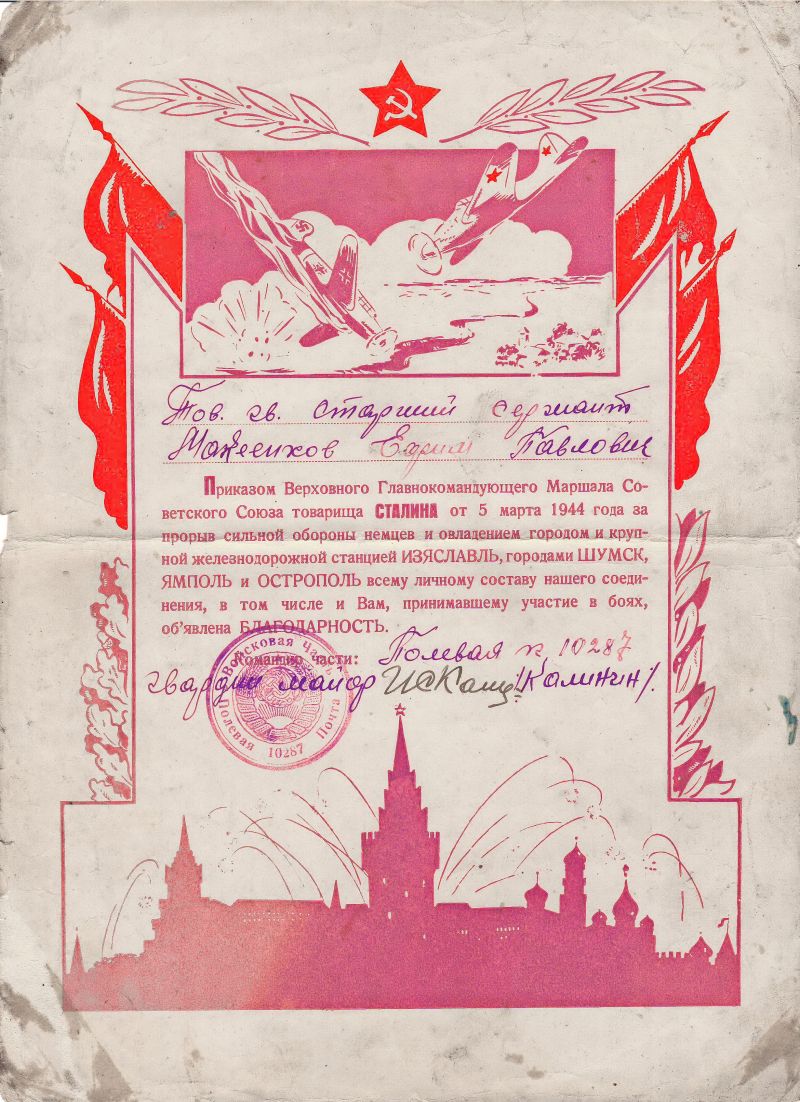 Тов. гв. старший сержант
Ефим Павлович
Приказом Верховного Главнокомандующего Маршала Со-
ветского Союза товарища СТАЛИНА от 5 марта 1944 года за
прорыв сильной обороны немцев и овладением городом и круп-
ной железнодорожной станцией ИЗЯСЛАВЛЬ, городами ШУМСК,
ЯМПОЛЬ и ОСТРОПОЛЬ всему личному составу нашего соеди-
нения, в том числе и Вам, принимавшему участие в боях,
об'явлена БЛАГОДАРНОСТЬ.
части: Полевая п. 10287
гвардии майор /Калинин/.
Войсковая Часть
Полевая Почта
10287